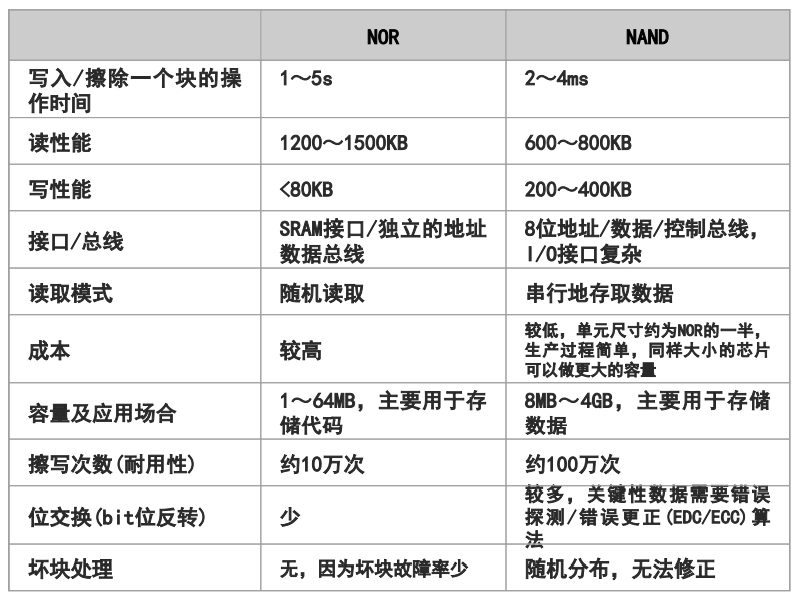 NOR NAND
写入/擦除一个块的操 1～5s 2～4ms
作时间
读性能 1200～1500KB 600～800KB
写性能 <80KB 200～400KB
接口/总线 SRAM接口/独立的地址 8位地址/数据/控制总线，
数据总线 I/O接口复杂
读取模式 随机读取 串行地存取数据
成本 较高 较低，单元尺寸约为NOR的一半，
生产过程简单，同样大小的芯片
可以做更大的容量
容量及应用场合 1～64MB，主要用于存 8MB～4GB，主要用于存储
储代码 数据
擦写次数(耐用性) 约10万次 约100万次
位交换(bit位反转) 少 较多，关键性数据需要错误
探测/错误更正(EDC/ECC)算
法
坏块处理 无，因为坏块故障率少 随机分布，无法修正